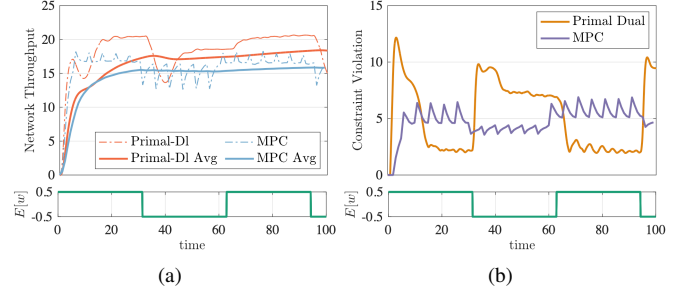 25
20
15
10
5
0
Network Throughput
Primal-Dl
MPC
Primal-Dl Avg
MPC Avg
0.5
-0.5
E[w]
0 20 40 60 80 100
time
(a)
15
10
5
0
Constraint Violation
Primal Dual
MPC
0.5
-0.5
E[w]
0 20 40 60 80 100
time
(b)